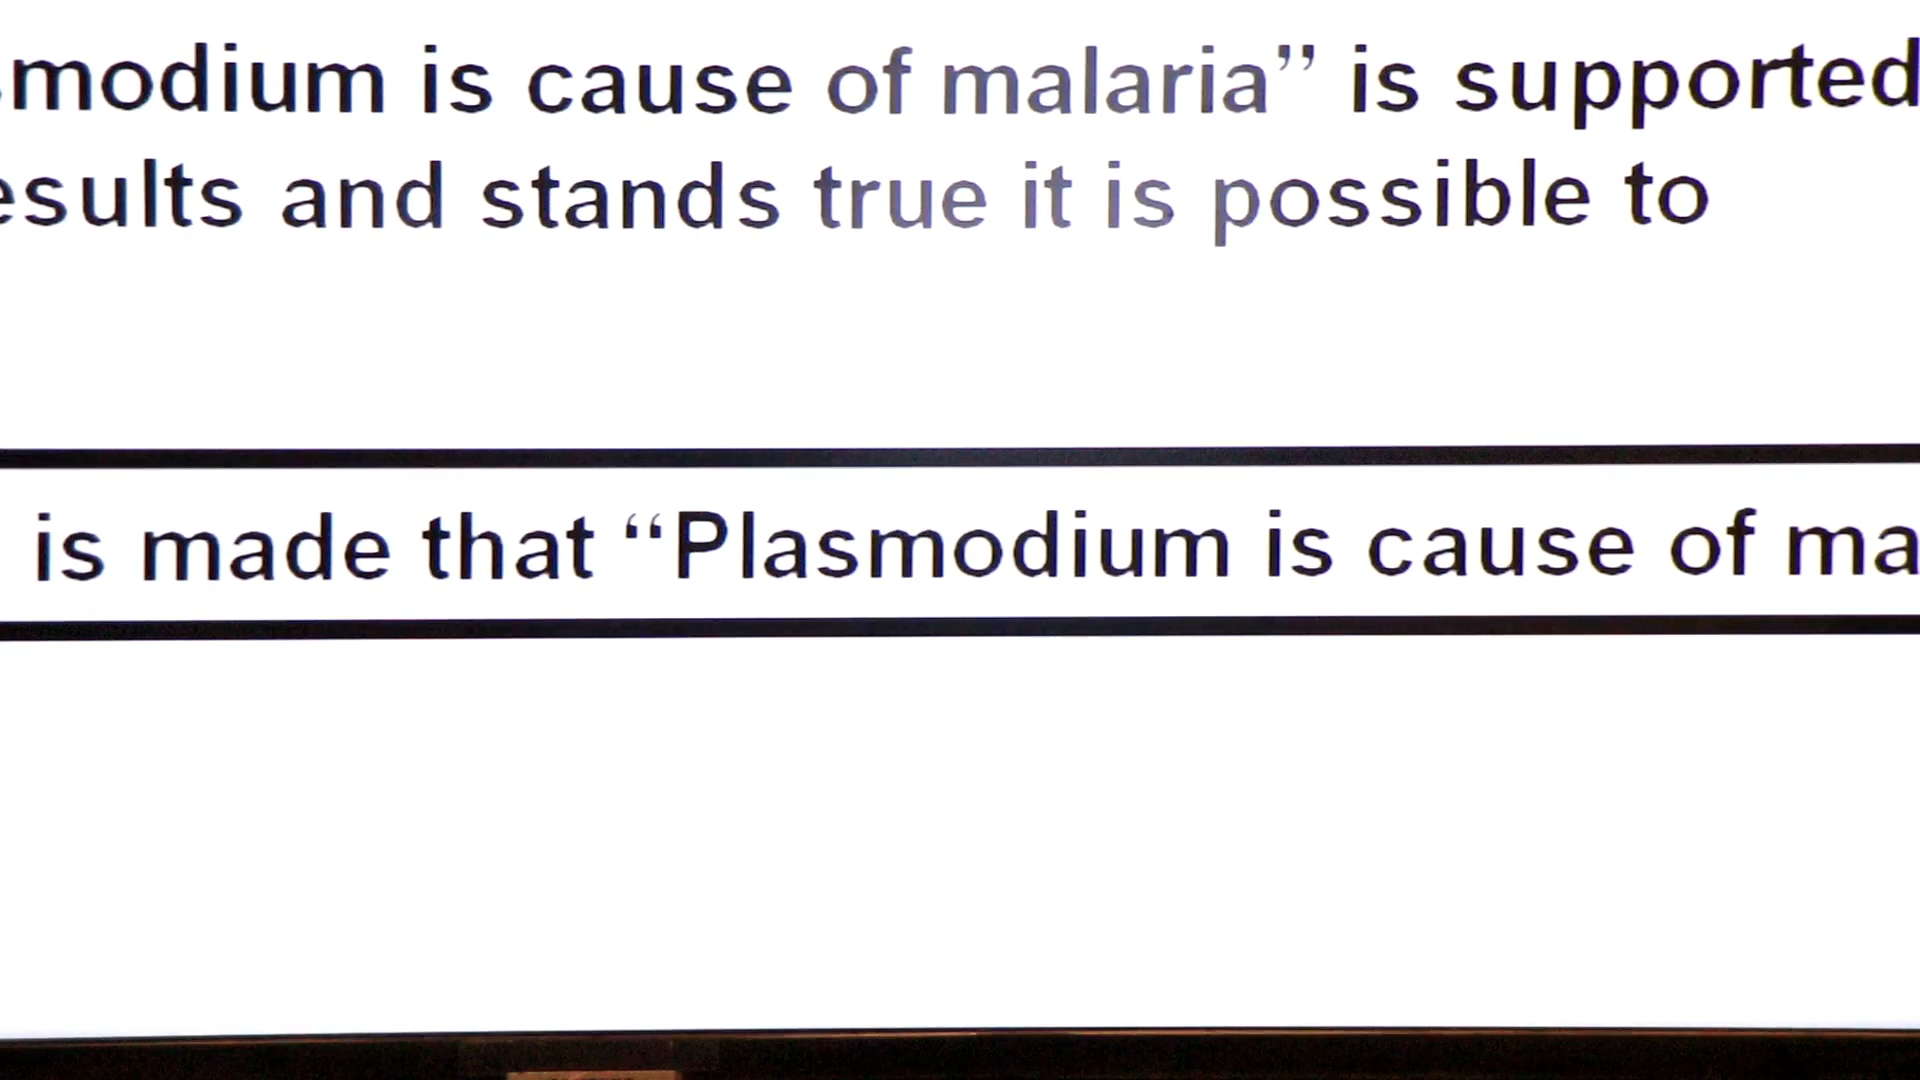 smodium is cause of malaria” is supported
esults and stands true it is possible to
is made that “Plasmodium is cause of ma